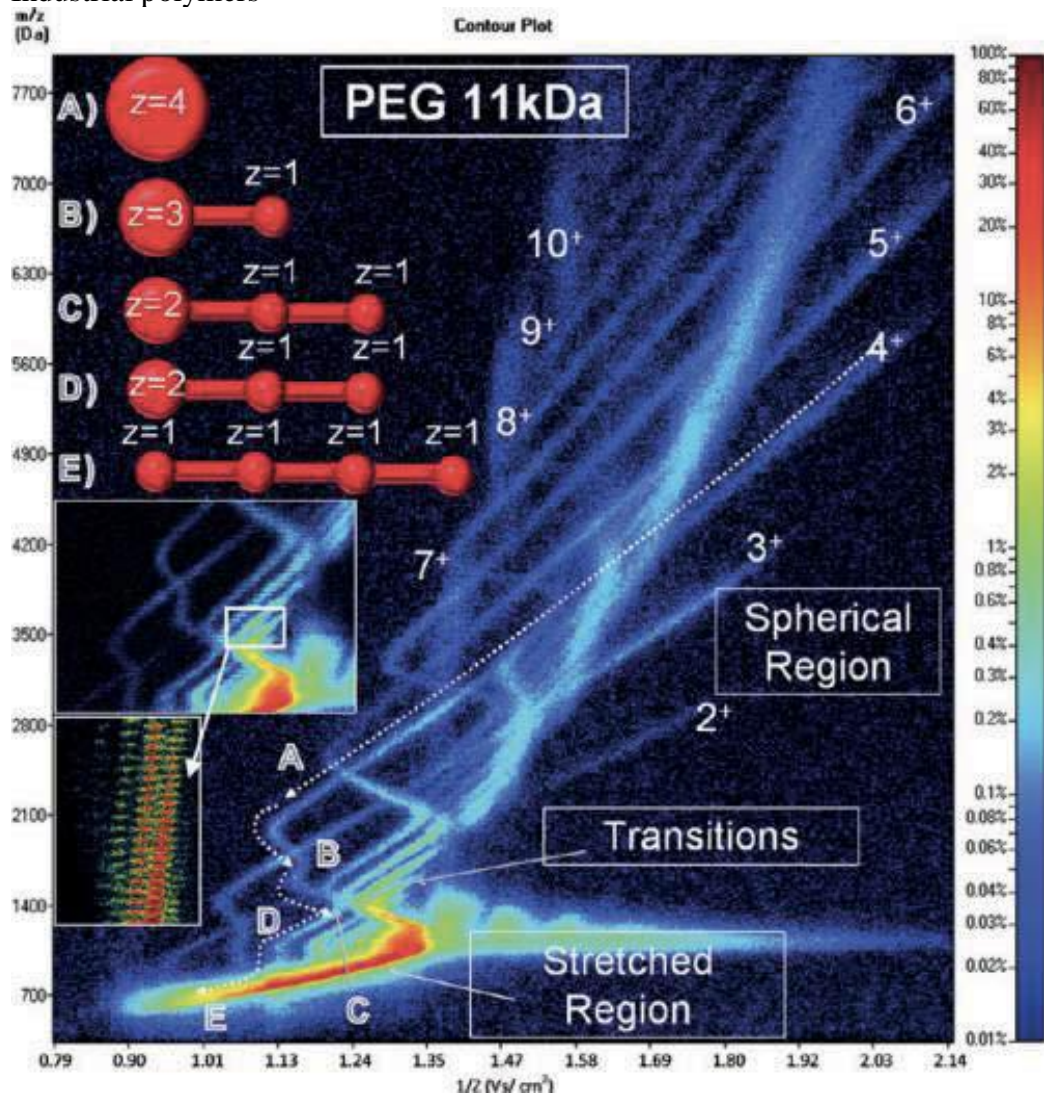 industrial polymers
m/z
(Da)
Contour Plot
PEG 11kDa
A) z=4
B) z=3 z=1
C) z=2 z=1 z=1
D) z=2 z=1 z=1
E) z=1 z=1 z=1 z=1
7700
7000
6300
5600
4900
4200
3500
2800
2100
1400
700
10+
9+
8+
7+
6+
5+
4+
3+
2+
Spherical
Region
Transitions
Stretched
Region
A
B
D
C
E
0.79 0.90 1.01 1.13 1.24 1.35 1.47 1.58 1.69 1.80 1.92 2.03 2.14
1/2 (Vs/ cm²)
100%
80%
60%
40%
30%
20%
10%
8%
6%
4%
3%
2%
1%
0.8%
0.6%
0.4%
0.3%
0.2%
0.1%
0.08%
0.06%
0.04%
0.03%
0.02%
0.01%